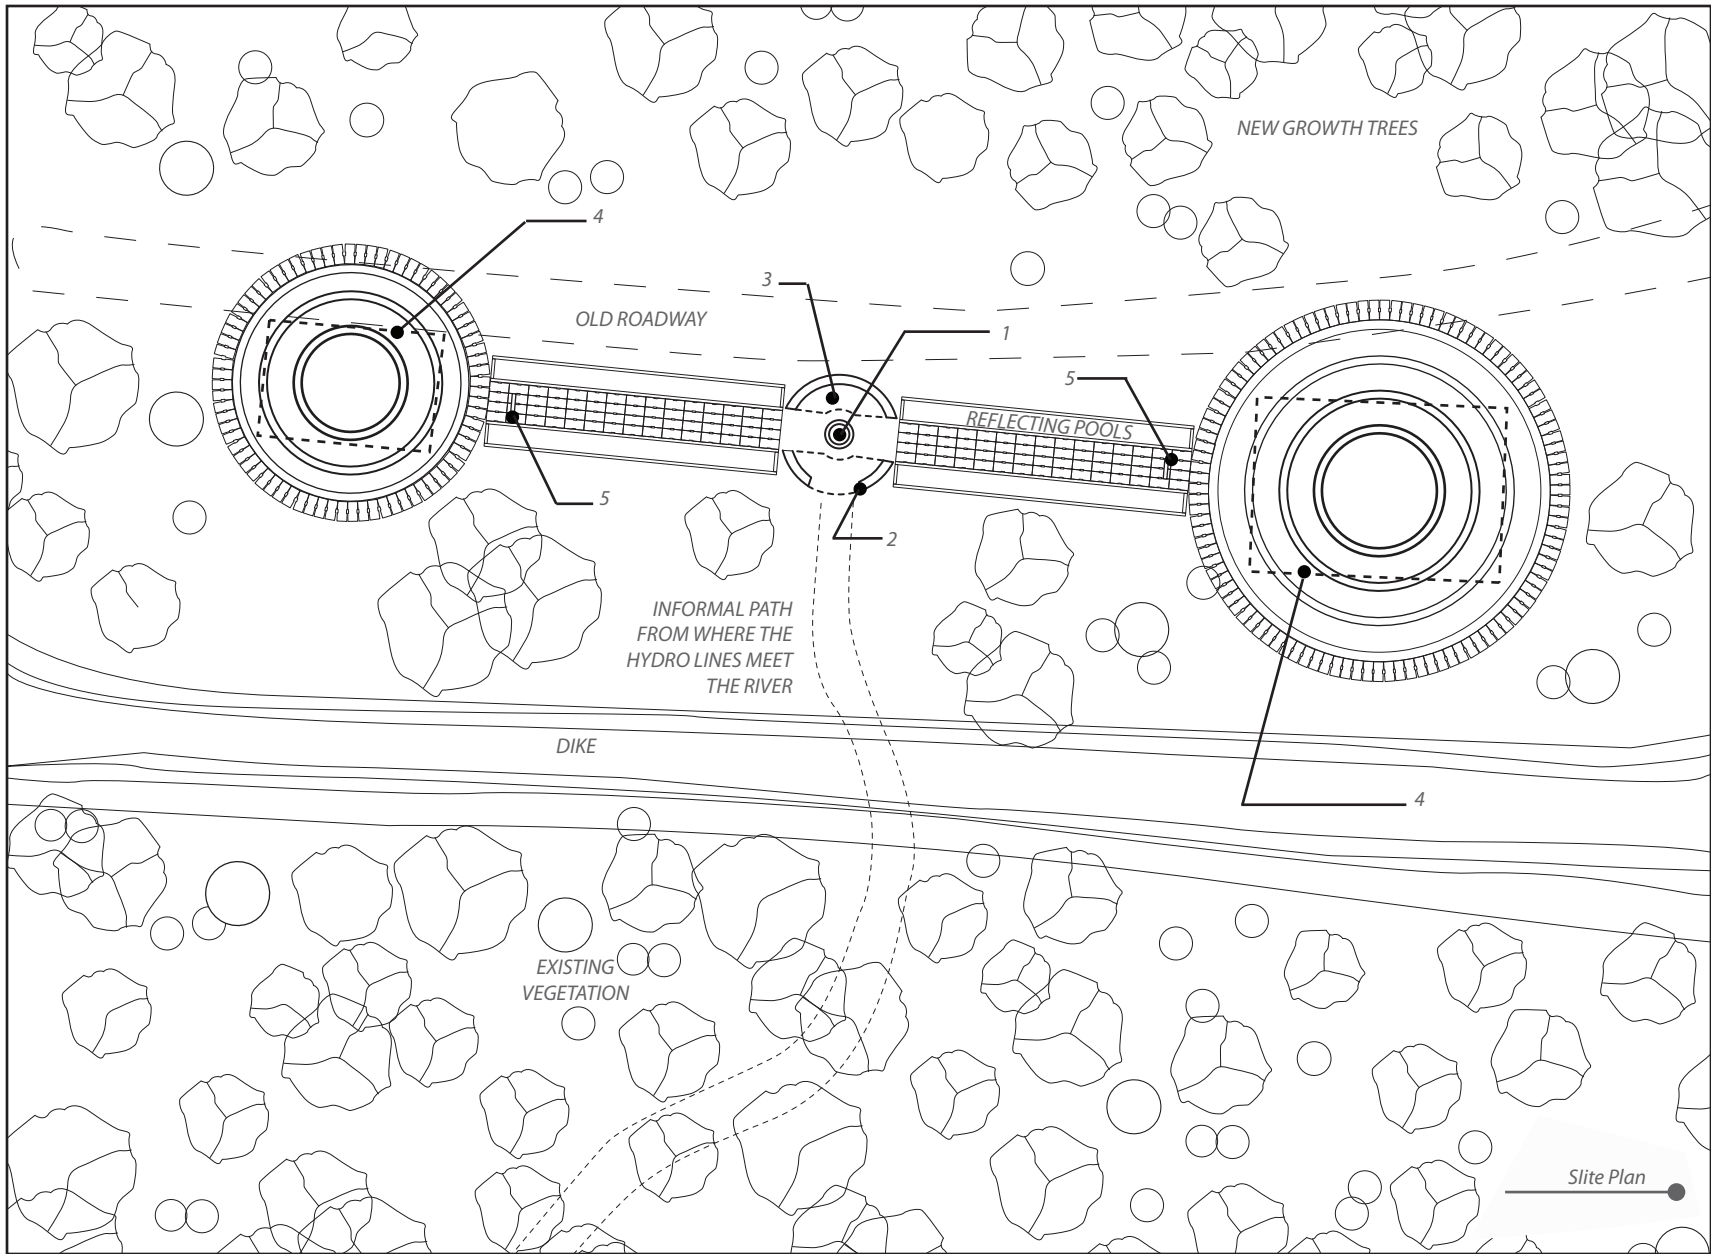 NEW GROWTH TREES
4
3
OLD ROADWAY
1
5
REFLECTING POOLS
5
2
INFORMAL PATH
FROM WHERE THE
HYDRO LINES MEET
THE RIVER
DIKE
4
EXISTING
VEGETATION
Slite Plan